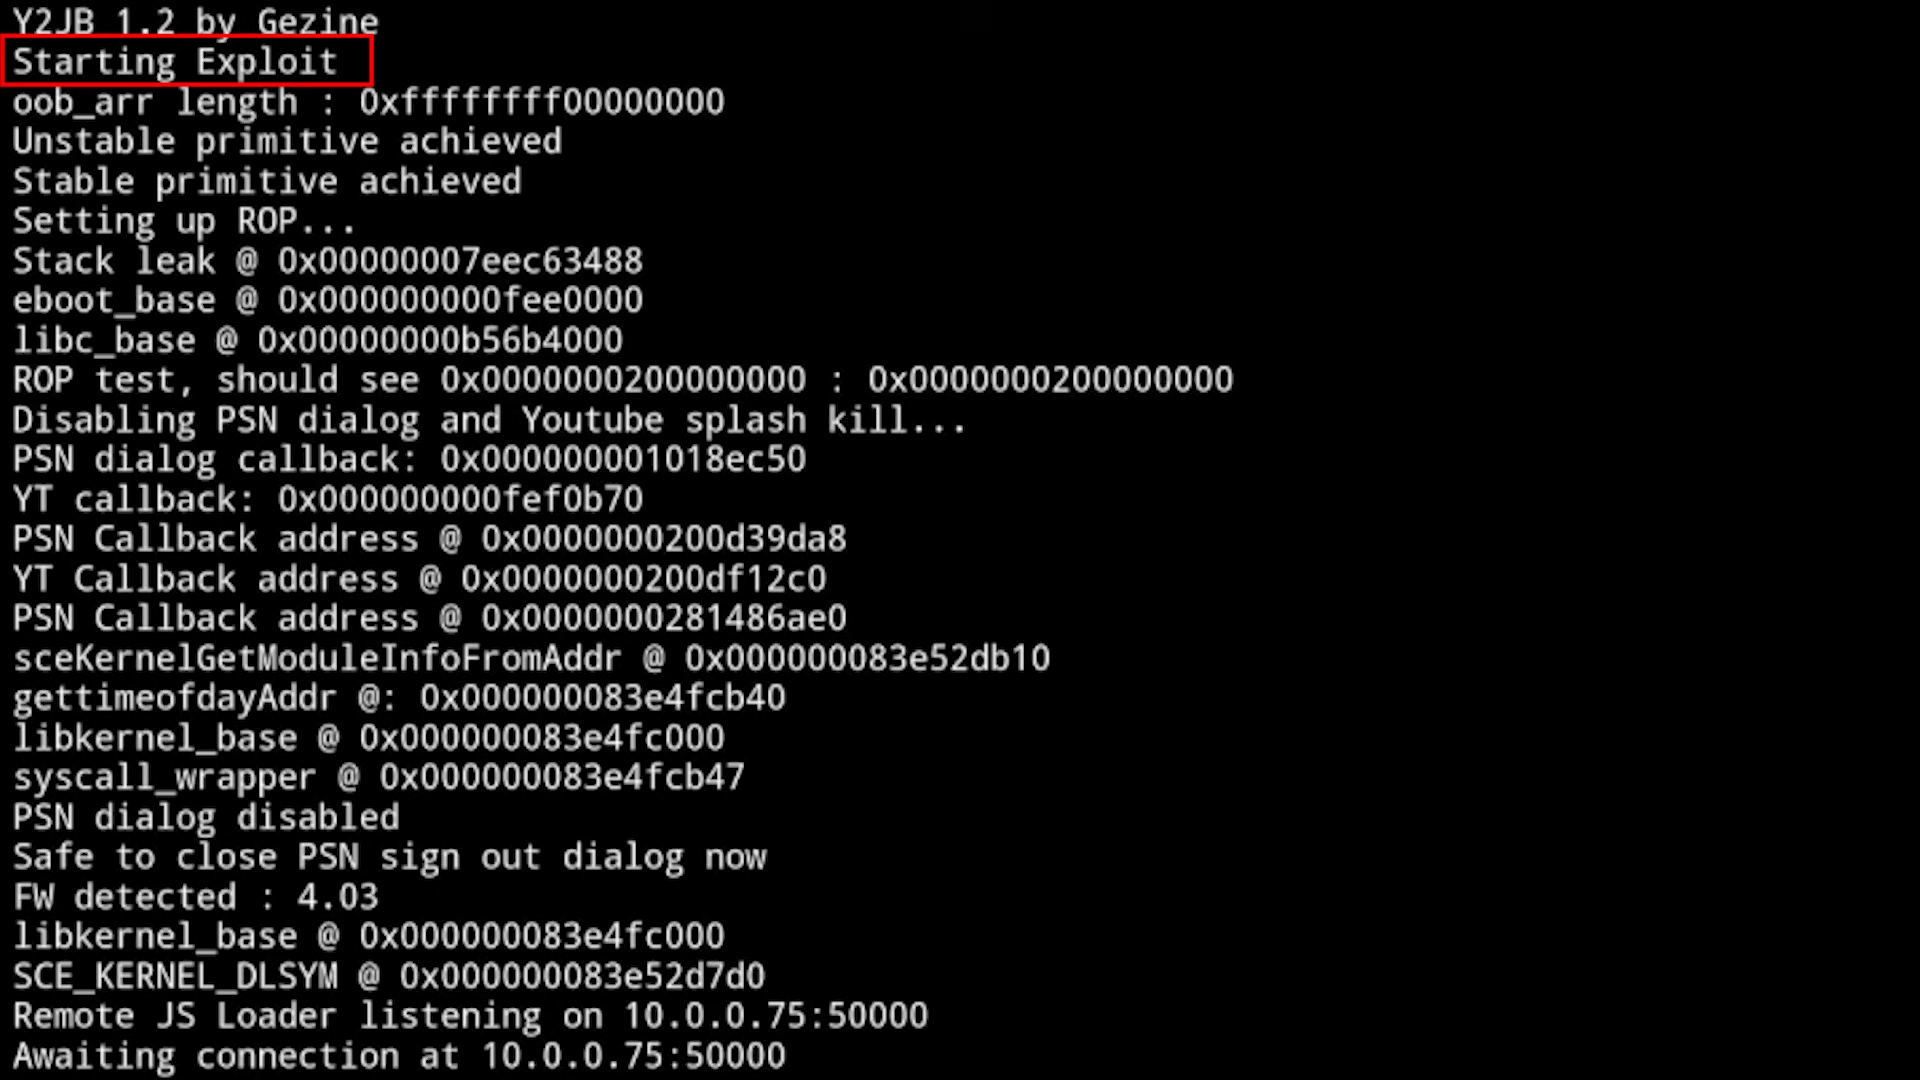 Y2JB 1.2 by Gezine
Starting Exploit
oob_arr length : 0xffffffff00000000
Unstable primitive achieved
Stable primitive achieved
Setting up ROP...
Stack leak @ 0x00000007eec63488
eboot_base @ 0x000000000fee0000
libc_base @ 0x00000000b56b4000
ROP test, should see 0x0000000200000000 : 0x0000000200000000
Disabling PSN dialog and Youtube splash kill...
PSN dialog callback: 0x000000001018ec50
YT callback: 0x000000000fef0b70
PSN Callback address @ 0x0000000200d39da8
YT Callback address @ 0x0000000200df12c0
PSN Callback address @ 0x0000000281486ae0
sceKernelGetModuleInfoFromAddr @ 0x000000083e52db10
gettimeofdayAddr @: 0x000000083e4fcb40
libkernel_base @ 0x000000083e4fc000
syscall_wrapper @ 0x000000083e4fcb47
PSN dialog disabled
Safe to close PSN sign out dialog now
FW detected : 4.03
libkernel_base @ 0x000000083e4fc000
SCE_KERNEL_DLSYM @ 0x000000083e52d7d0
Remote JS Loader listening on 10.0.0.75:50000
Awaiting connection at 10.0.0.75:50000